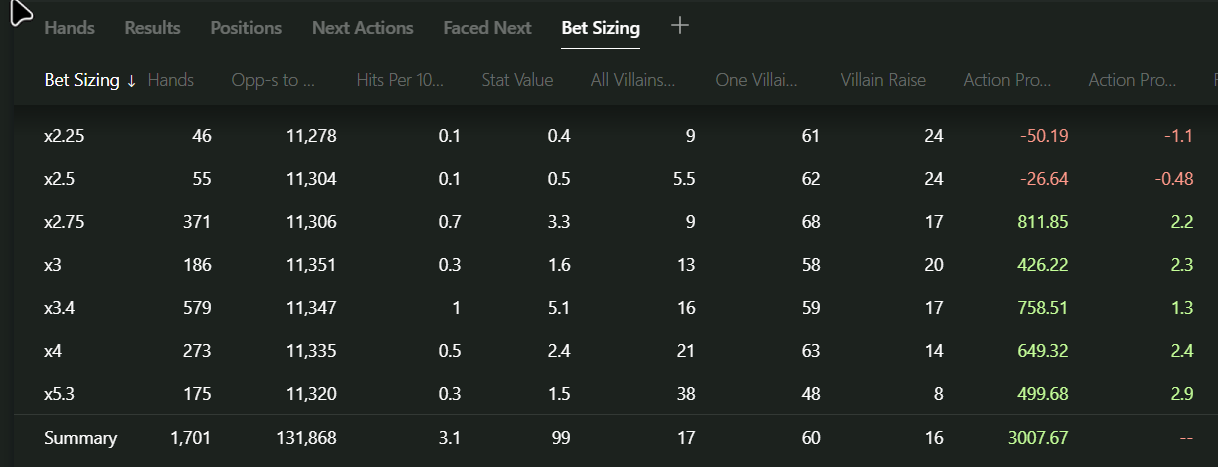 Hands Results Positions Next Actions Faced Next Bet Sizing +
Bet Sizing ↓ Hands Opp-s to ... Hits Per 10... Stat Value All Villains... One Villai... Villain Raise Action Pro... Action Pro...
x2.25 46 11,278 0.1 0.4 9 61 24 -50.19 -1.1
x2.5 55 11,304 0.1 0.5 5.5 62 24 -26.64 -0.48
x2.75 371 11,306 0.7 3.3 9 68 17 811.85 2.2
x3 186 11,351 0.3 1.6 13 58 20 426.22 2.3
x3.4 579 11,347 1 5.1 16 59 17 758.51 1.3
x4 273 11,335 0.5 2.4 21 63 14 649.32 2.4
x5.3 175 11,320 0.3 1.5 38 48 8 499.68 2.9
Summary 1,701 131,868 3.1 99 17 60 16 3007.67 --